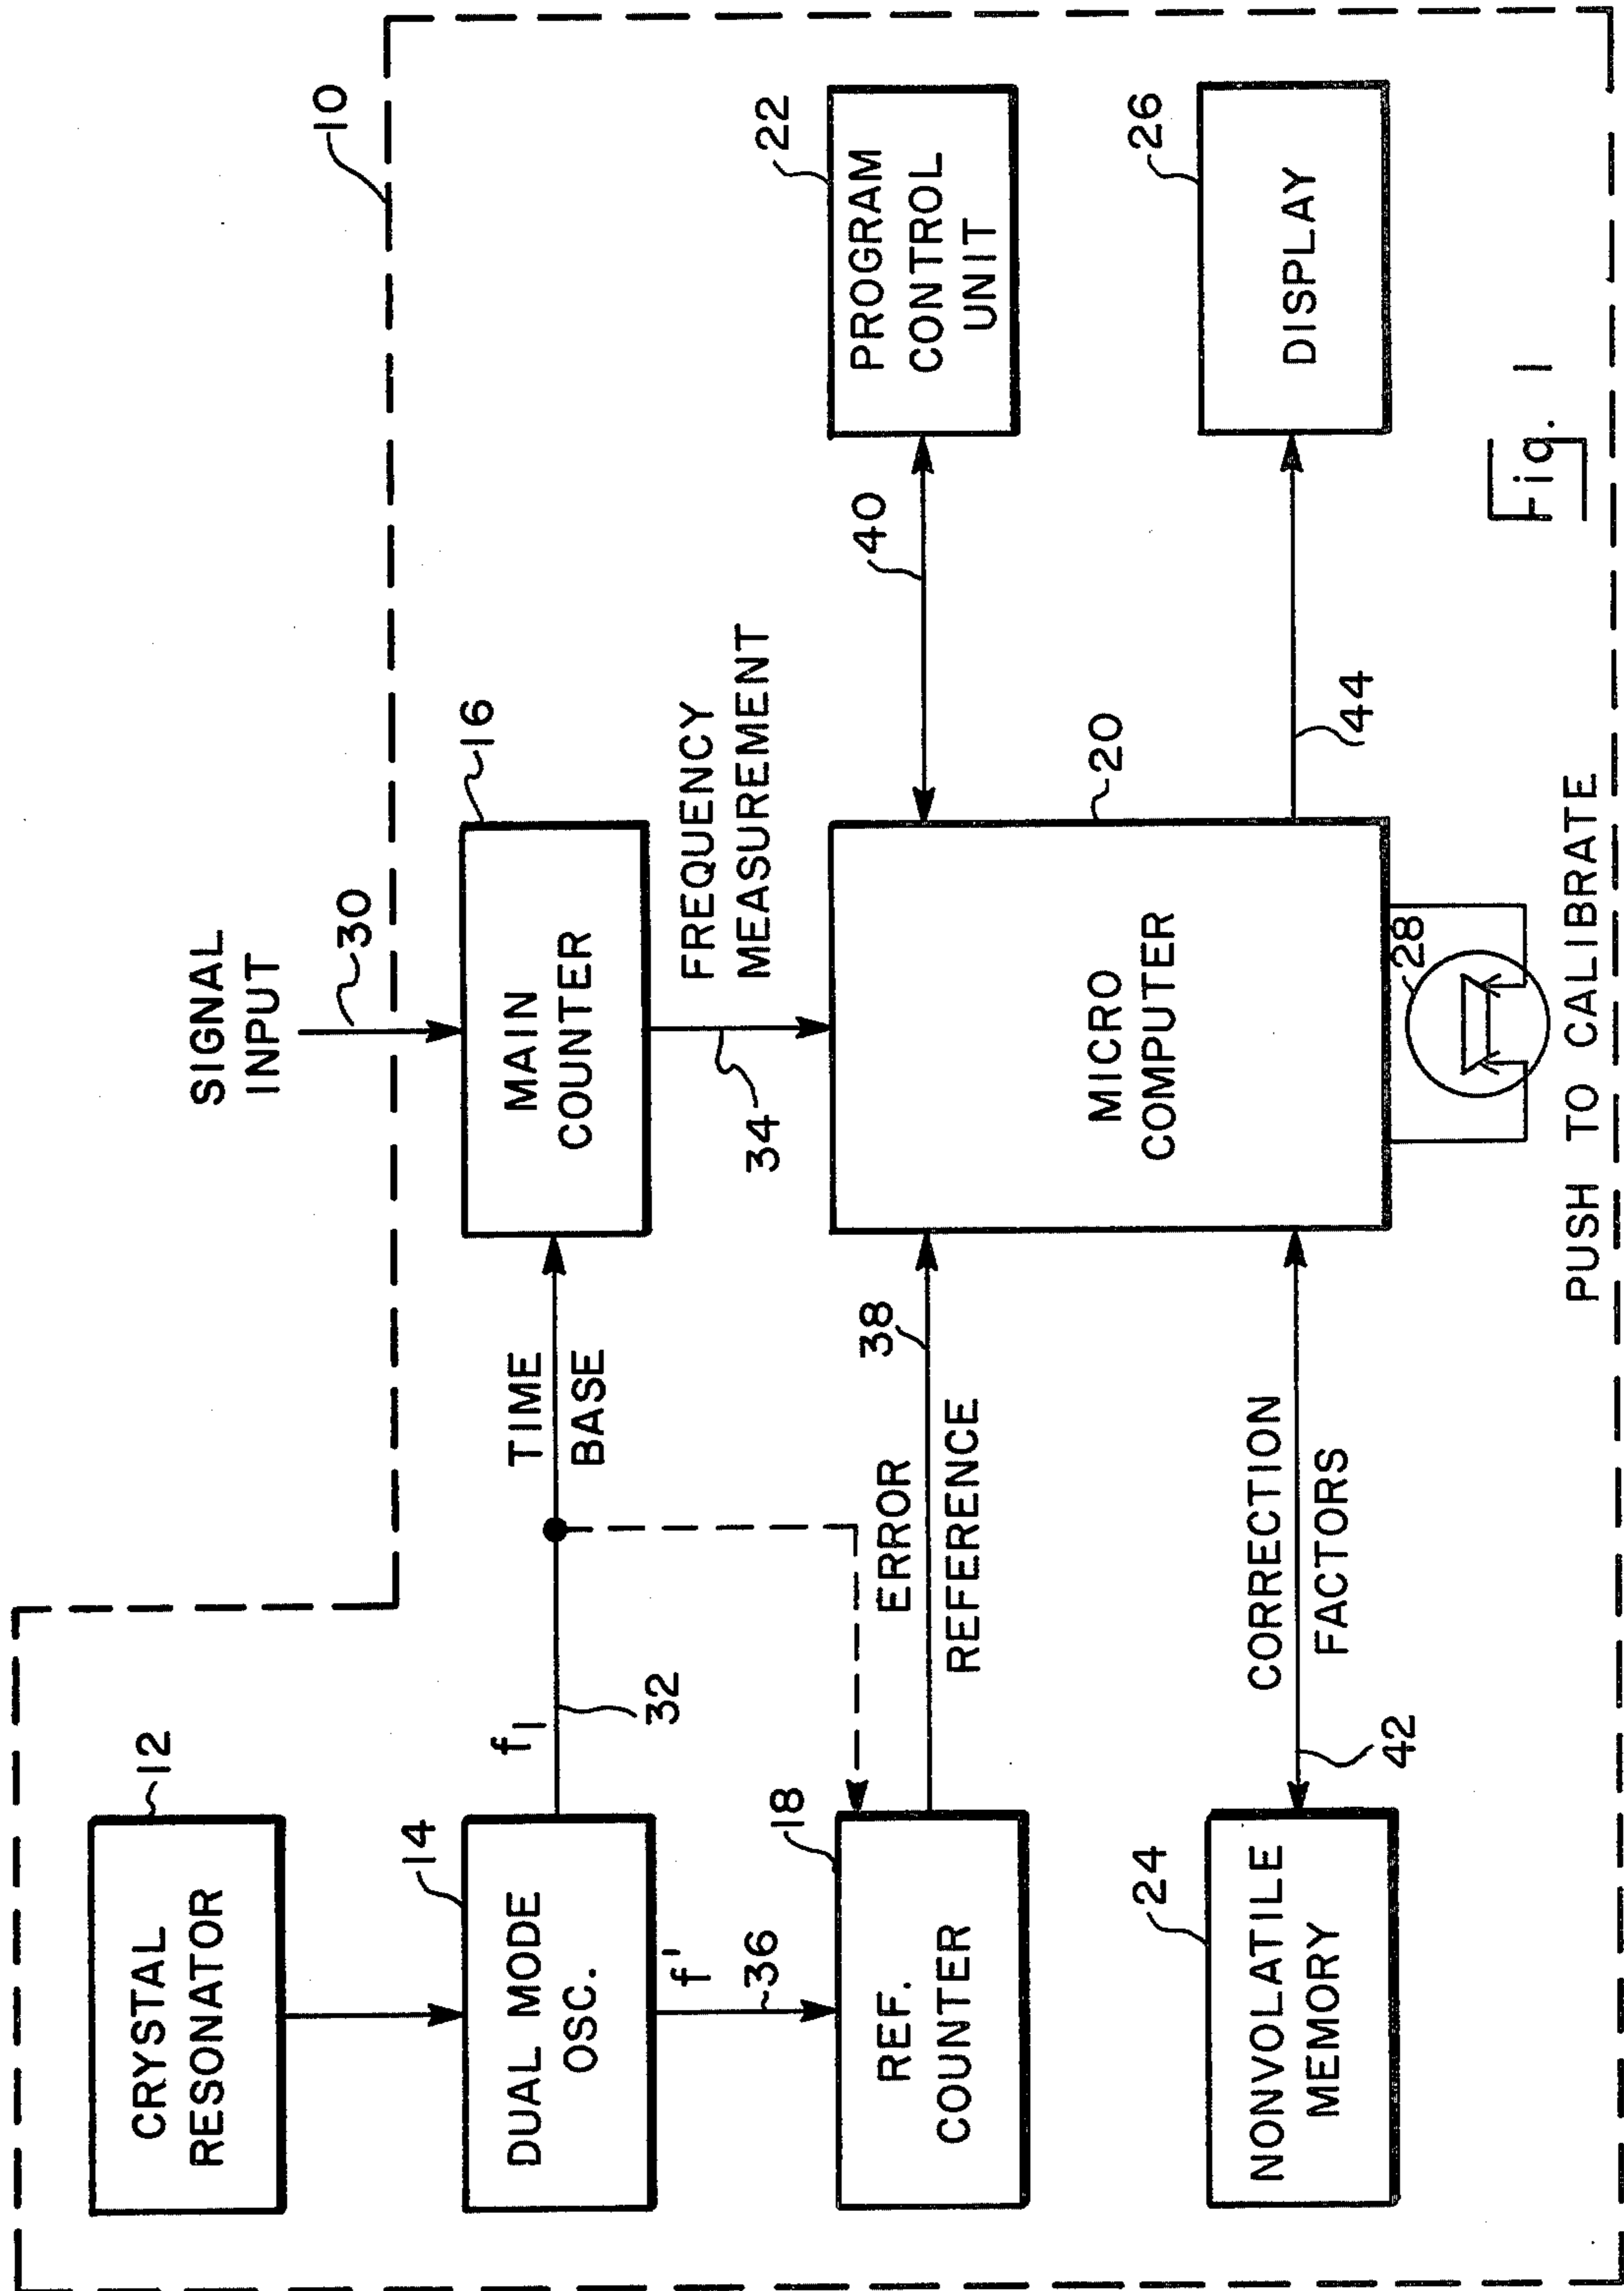 10
SIGNAL
INPUT
30
CRYSTAL
RESONATOR
12
DUAL MODE
OSC.
14
f1
32
TIME
BASE
MAIN
COUNTER
16
f'
36
34
FREQUENCY
MEASUREMENT
REF.
COUNTER
18
ERROR
REFERENCE
38
MICRO
COMPUTER
20
40
PROGRAM
CONTROL
UNIT
22
NONVOLATILE
MEMORY
24
42
CORRECTION
FACTORS
44
DISPLAY
26
28
PUSH TO CALIBRATE
Fig. 1